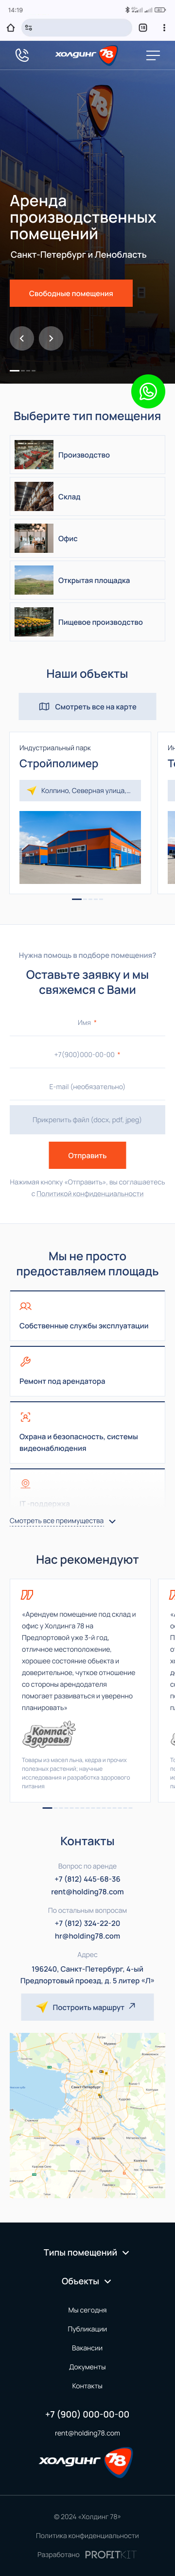 14:19
ХОЛДИНГ 78
Аренда
производственных
помещений
Санкт-Петербург и Ленобласть
Свободные помещения
Выберите тип помещения
Производство
Склад
Офис
Открытая площадка
Пищевое производство
Наши объекты
Смотреть все на карте
Индустриальный парк
Стройполимер
Колпино, Северная улица,...
Нужна помощь в подборе помещения?
Оставьте заявку и мы
свяжемся с Вами
Имя *
+7(900)000-00-00 *
E-mail (необязательно)
Прикрепить файл (docx, pdf, jpeg)
Отправить
Нажимая кнопку «Отправить», вы соглашаетесь
с Политикой конфиденциальности
Мы не просто
предоставляем площадь
Собственные службы эксплуатации
Ремонт под арендатора
Охрана и безопасность, системы
видеонаблюдения
IT-поддержка
Смотреть все преимущества
Нас рекомендуют
«Арендуем помещение под склад и
офис у Холдинга 78 на
Предпортовой уже 3-й год,
отличное местоположение,
хорошее состояние объекта и
доверительное, чуткое отношение
со стороны арендодателя
помогает развиваться и уверенно
планировать»
Компас Здоровья
Товары из масел льна, кедра и прочих
полезных растений, научные
исследования и разработка здорового
питания
Контакты
Вопрос по аренде
+7 (812) 445-68-36
rent@holding78.com
По остальным вопросам
+7 (812) 324-22-20
hr@holding78.com
Адрес
196240, Санкт-Петербург, 4-ый
Предпортовый проезд, д. 5 литер «Л»
Построить маршрут
Санкт-Петербург
Типы помещений
Объекты
Мы сегодня
Публикации
Вакансии
Документы
Контакты
+7 (900) 000-00-00
rent@holding78.com
ХОЛДИНГ 78
© 2024 «Холдинг 78»
Политика конфиденциальности
Разработано PROFITKIT